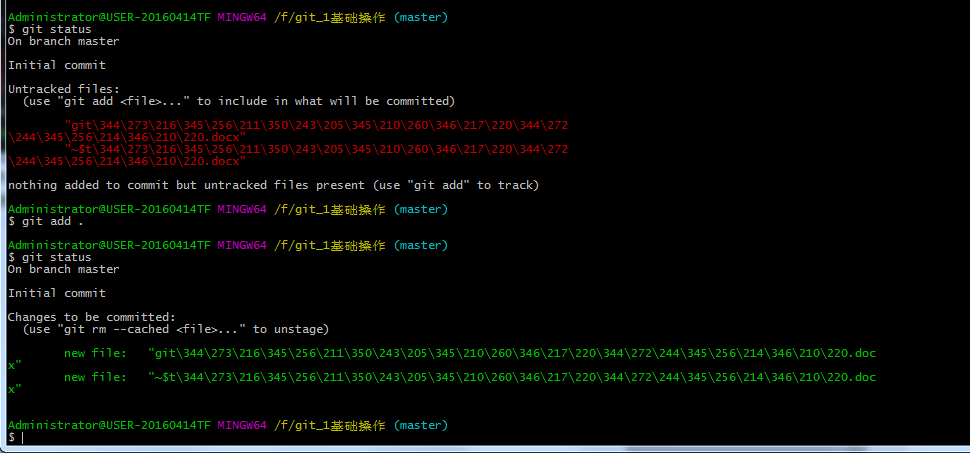 Administrator@USER-20160414TF MINGW64 /f/git_1基础操作 (master)
$ git status
On branch master
Initial commit
Untracked files:
  (use "git add <file>..." to include in what will be committed)
        "git\344\273\216\345\256\211\350\243\205\345\210\260\346\217\220\344\272
\244\345\256\214\346\210\220.docx"
        "~$t\344\273\216\345\256\211\350\243\205\345\210\260\346\217\220\344\272
\244\345\256\214\346\210\220.docx"
nothing added to commit but untracked files present (use "git add" to track)
Administrator@USER-20160414TF MINGW64 /f/git_1基础操作 (master)
$ git add .
Administrator@USER-20160414TF MINGW64 /f/git_1基础操作 (master)
$ git status
On branch master
Initial commit
Changes to be committed:
  (use "git rm --cached <file>..." to unstage)
        new file:   "git\344\273\216\345\256\211\350\243\205\345\210\260\346\217\220\344\272\244\345\256\214\346\210\220.doc
x"
        new file:   "~$t\344\273\216\345\256\211\350\243\205\345\210\260\346\217\220\344\272\244\345\256\214\346\210\220.doc
x"
Administrator@USER-20160414TF MINGW64 /f/git_1基础操作 (master)
$